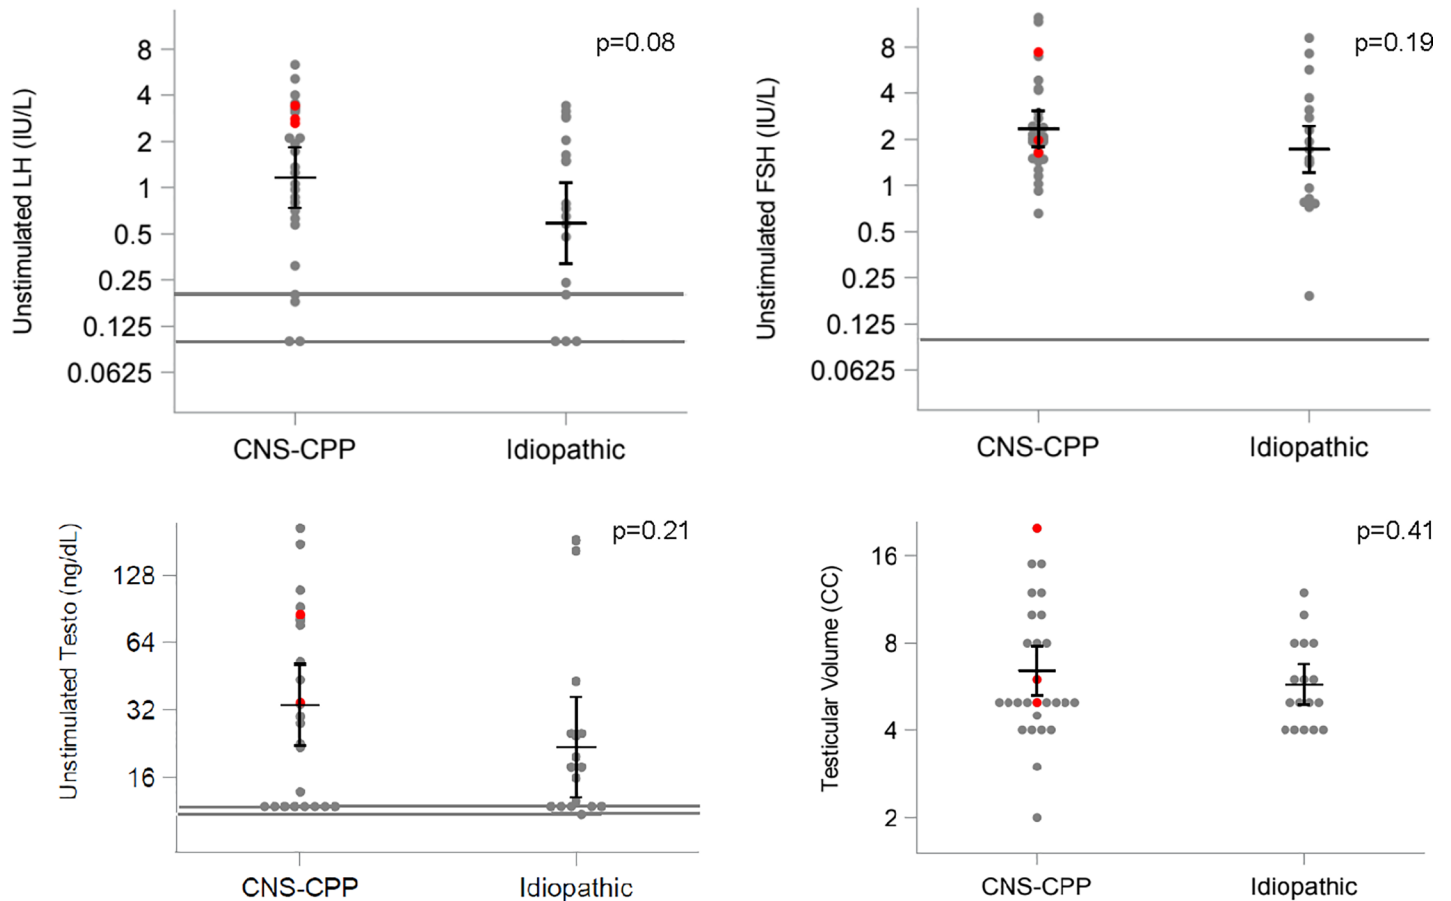 Unstimulated LH (IU/L)
8
4
2
1
0.5
0.25
0.125
0.0625
p=0.08
CNS-CPP
Idiopathic
Unstimulated FSH (IU/L)
8
4
2
1
0.5
0.25
0.125
0.0625
p=0.19
CNS-CPP
Idiopathic
Unstimulated Testo (ng/dL)
128
64
32
16
p=0.21
CNS-CPP
Idiopathic
Testicular Volume (CC)
16
8
4
2
p=0.41
CNS-CPP
Idiopathic